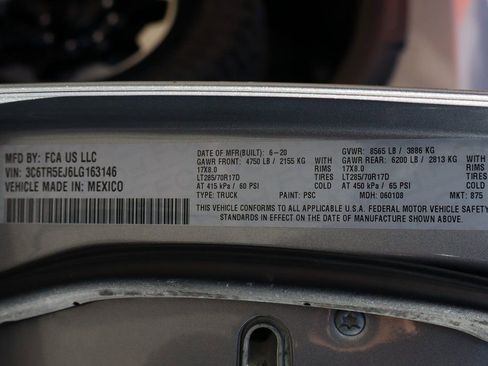 MFD BY: FCA US LLC
VIN: 3C6TR5EJ6LG163146
VEHICLE MADE IN: MEXICO
DATE OF MFR(BUILT): 6-20 GVWR: 8565 LB / 3886 KG
GAWR FRONT: 4750 LB / 2155 KG WITH GAWR REAR: 6200 LB / 2813 KG WITH
17X8.0 RIMS 17X8.0 RIMS
LT285/70R17D TIRES LT285/70R17D TIRES
AT 415 kPa / 60 PSI COLD AT 450 kPa / 65 PSI COLD
TYPE: TRUCK PAINT: PSC MDH: 060108 MKT: 875
THIS VEHICLE CONFORMS TO ALL APPLICABLE U.S.A. FEDERAL MOTOR VEHICLE SAFETY
STANDARDS IN EFFECT ON THE DATE OF MANUFACTURE SHOWN ABOVE.